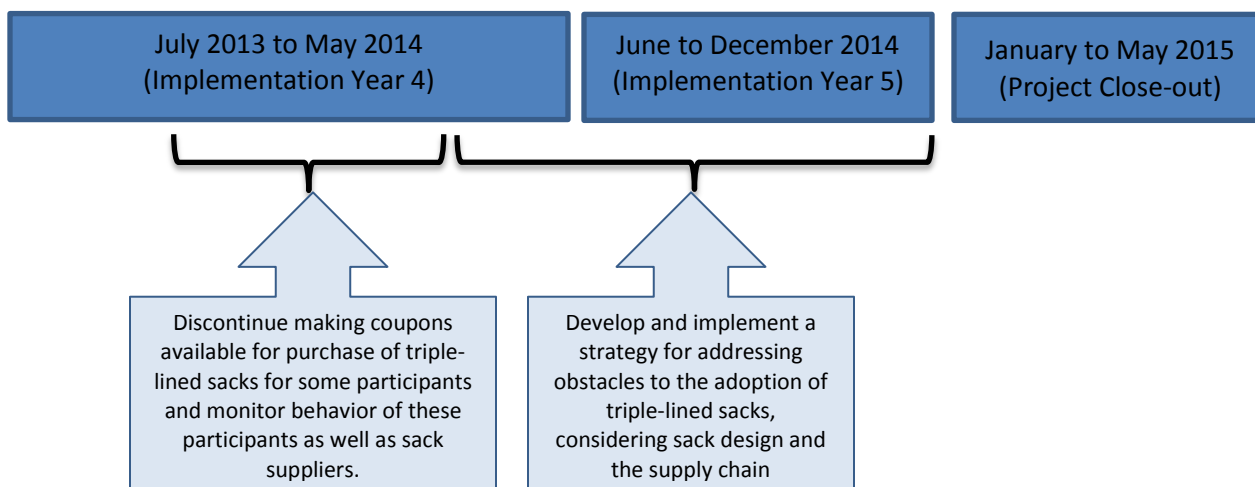 July 2013 to May 2014
(Implementation Year 4)
June to December 2014
(Implementation Year 5)
January to May 2015
(Project Close-out)
Discontinue making coupons
available for purchase of triple-
lined sacks for some participants
and monitor behavior of these
participants as well as sack
suppliers.
Develop and implement a
strategy for addressing
obstacles to the adoption of
triple-lined sacks,
considering sack design and
the supply chain